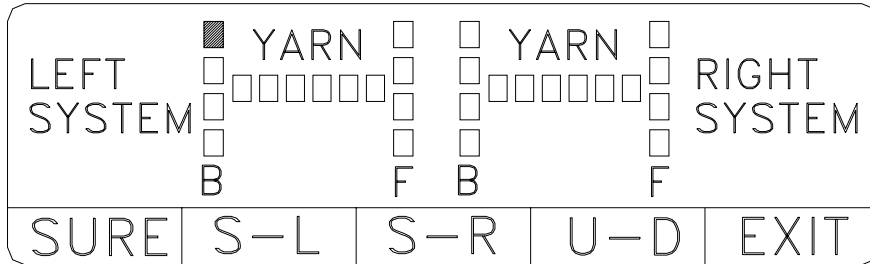 YARN YARN
LEFT RIGHT
SYSTEM SYSTEM
B F B F
SURE S-L S-R U-D EXIT